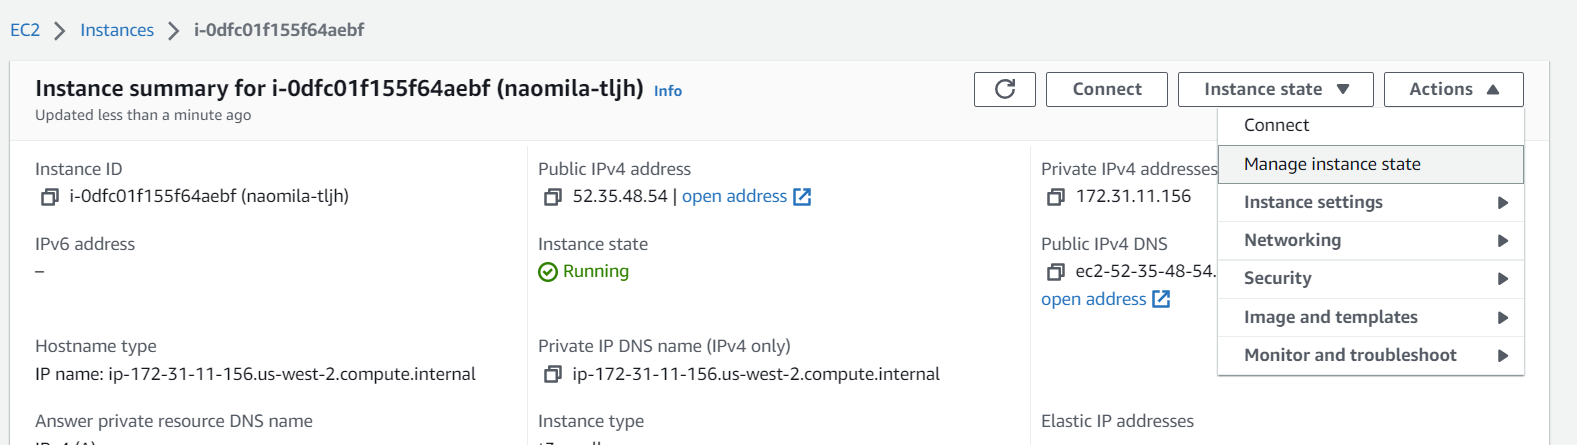 EC2 > Instances > i-0dfc01f155f64aebf
Instance summary for i-0dfc01f155f64aebf (naomila-tljh) Info
Updated less than a minute ago
Connect
Instance state
Actions
Connect
Manage instance state
Instance settings
Networking
Security
Image and templates
Monitor and troubleshoot
Instance ID
i-0dfc01f155f64aebf (naomila-tljh)
Public IPv4 address
52.35.48.54 | open address
Private IPv4 addresses
172.31.11.156
IPv6 address
–
Instance state
Running
Public IPv4 DNS
ec2-52-35-48-54.
open address
Hostname type
IP name: ip-172-31-11-156.us-west-2.compute.internal
Private IP DNS name (IPv4 only)
ip-172-31-11-156.us-west-2.compute.internal
Answer private resource DNS name
Instance type
Elastic IP addresses